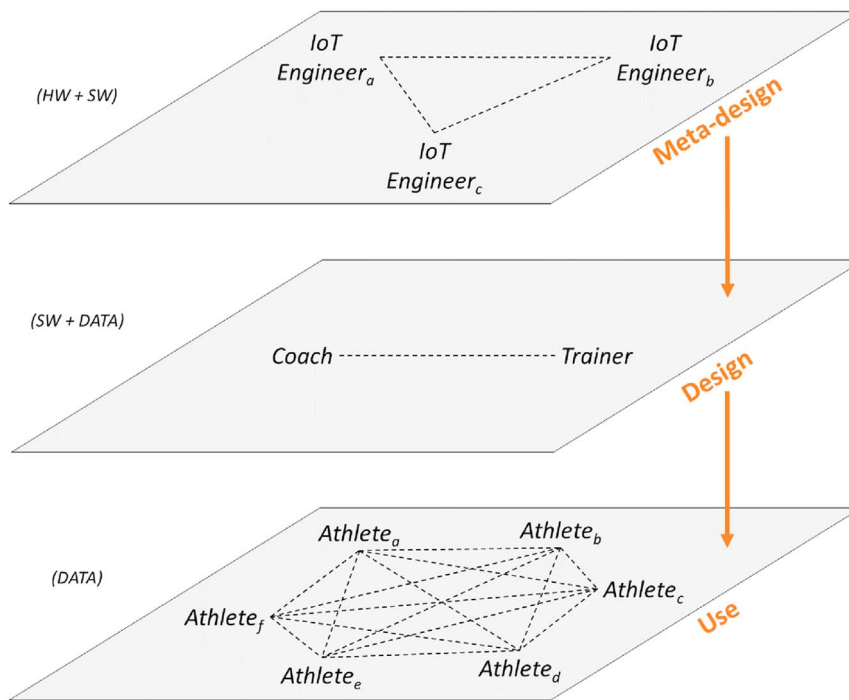 IoT
Engineer_a
IoT
Engineer_b
(HW + SW)
IoT
Engineer_c
Meta-design
(SW + DATA)
Coach
Trainer
Design
Athlete_a
Athlete_b
(DATA)
Athlete_c
Athlete_f
Athlete_e
Athlete_d
Use